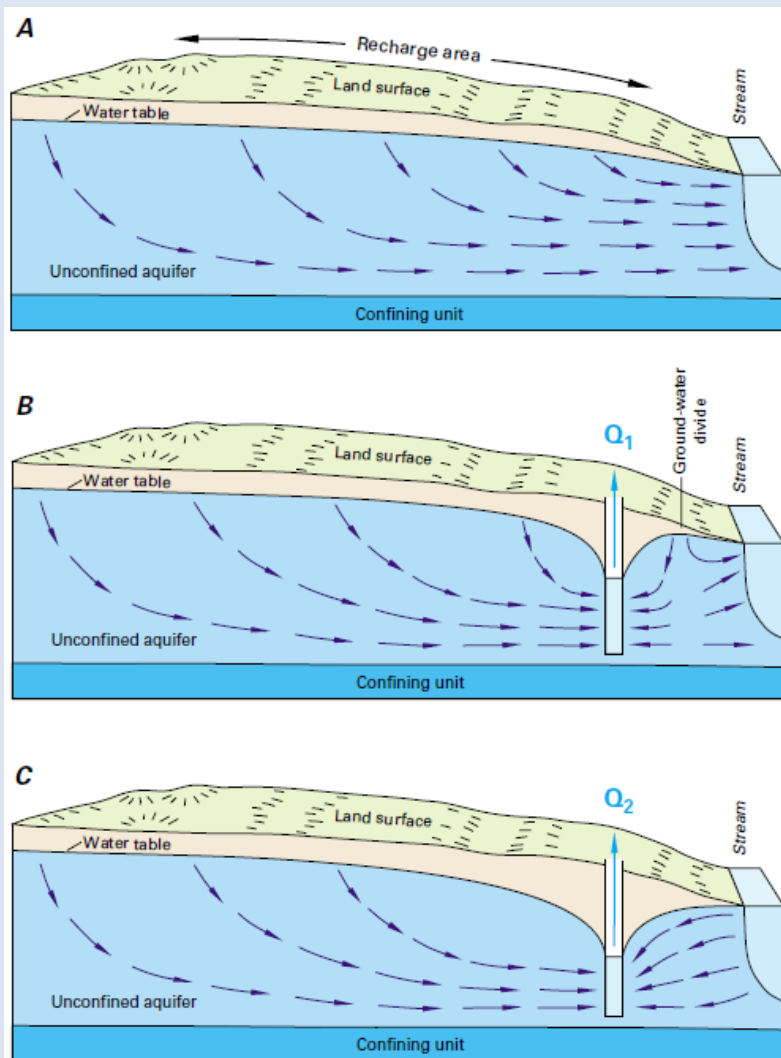 A
Recharge area
Land surface
Stream
Water table
Unconfined aquifer
Confining unit
B
Q1
Ground-water
divide
Stream
Land surface
Water table
Unconfined aquifer
Confining unit
C
Q2
Stream
Land surface
Water table
Unconfined aquifer
Confining unit